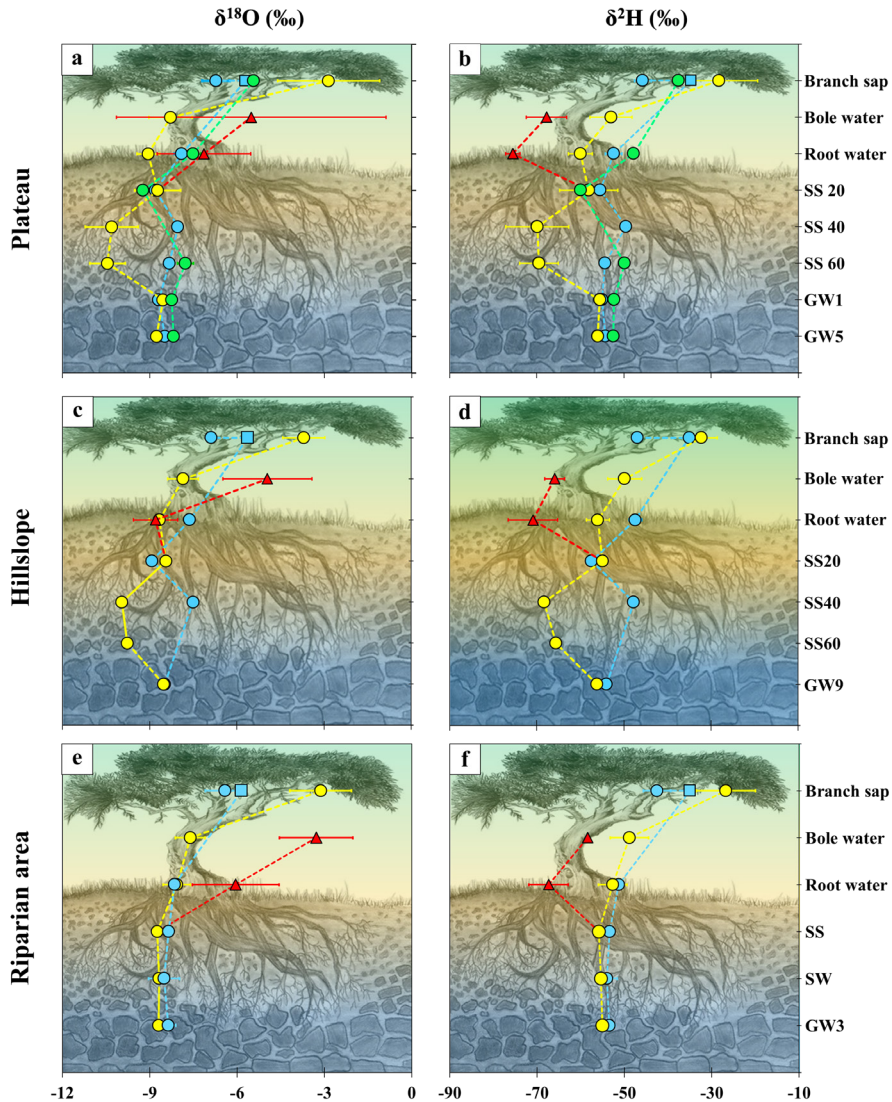 δ¹⁸O (‰) δ²H (‰)
a b
Plateau
Branch sap
Bole water
Root water
SS 20
SS 40
SS 60
GW1
GW5
c d
Hillslope
Branch sap
Bole water
Root water
SS20
SS40
SS60
GW9
e f
Riparian area
Branch sap
Bole water
Root water
SS
SW
GW3
-12 -9 -6 -3 0 -90 -70 -50 -30 -10